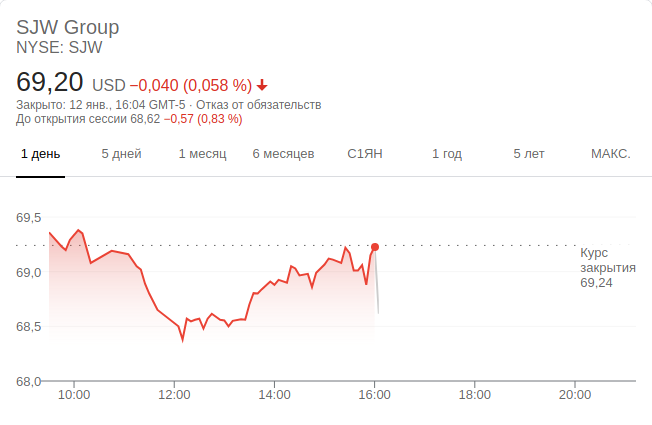 SJW Group
NYSE: SJW
69,20 USD −0,040 (0,058 %)
Закрыто: 12 янв., 16:04 GMT-5 · Отказ от обязательств
До открытия сессии 68,62 −0,57 (0,83 %)
1 день 5 дней 1 месяц 6 месяцев С1ЯН 1 год 5 лет МАКС.
69,5
69,0
68,5
68,0
Курс
закрытия
69,24
10:00 12:00 14:00 16:00 18:00 20:00